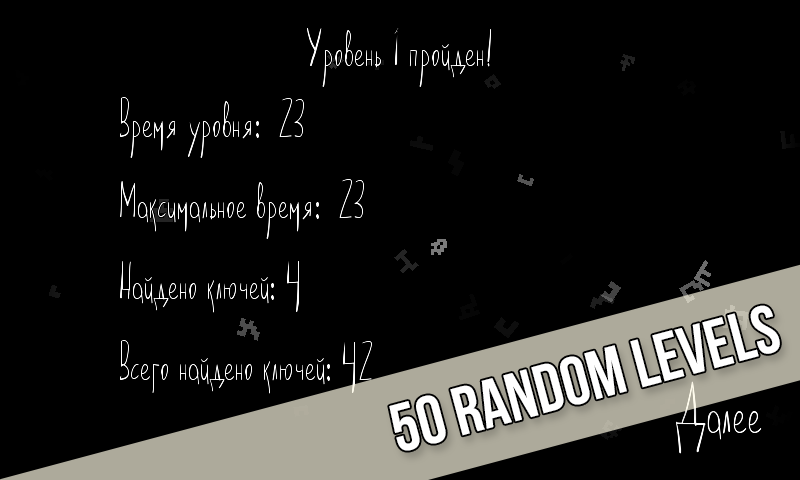 Уровень 1 пройден!
Время уровня: 23
Максимальное время: 23
Найдено ключей: 4
Всего найдено ключей: 42
50 RANDOM LEVELS
Далее